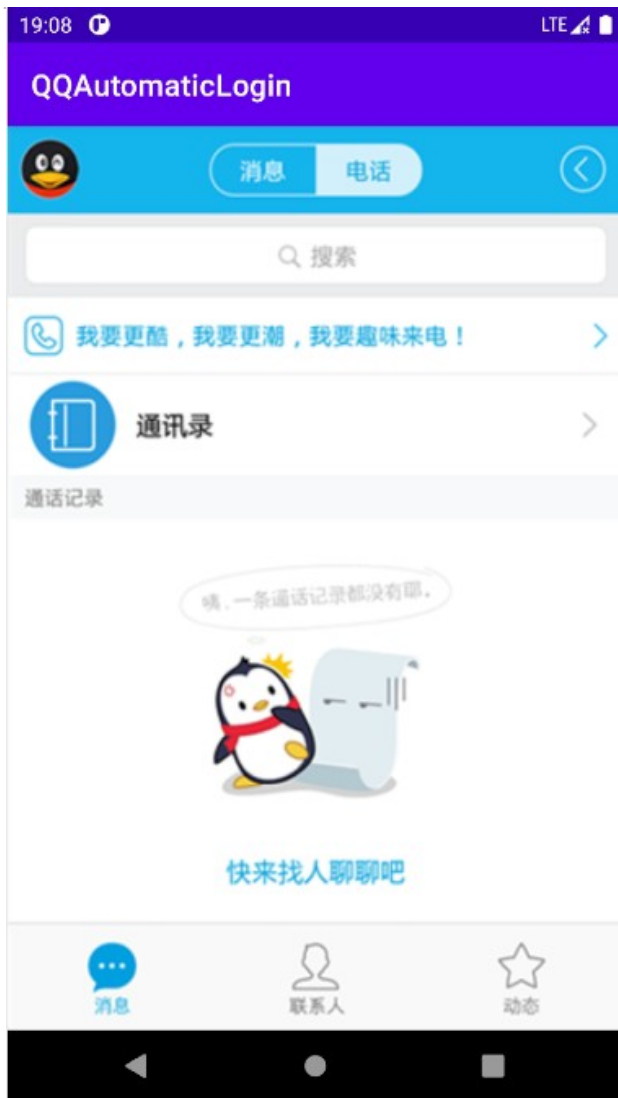 19:08
LTE
QQAutomaticLogin
消息 电话
搜索
我要更酷，我要更潮，我要趣味来电！
通讯录
通话记录
咦，一条通话记录都没有耶。
快来找人聊聊吧
消息 联系人 动态